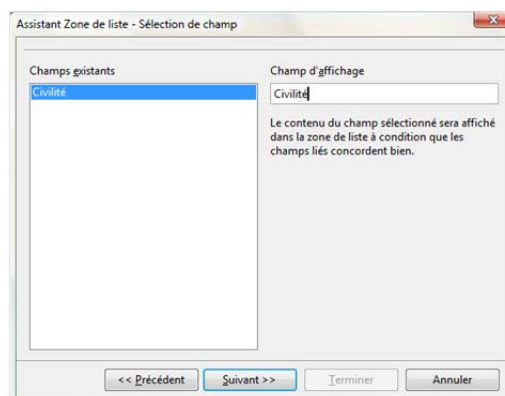 Assistant Zone de liste - Sélection de champ
Champs existants
Civilité
Champ d'affichage
Civilité
Le contenu du champ sélectionné sera affiché
dans la zone de liste à condition que les
champs liés concordent bien.
<< Précédent
Suivant >>
Terminer
Annuler